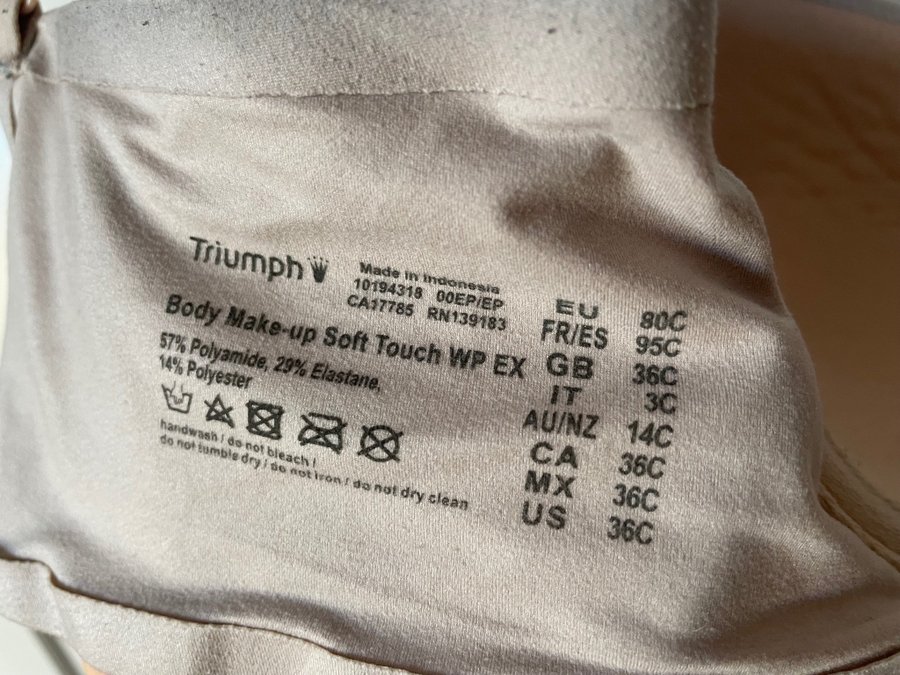 Triumph
Made in Indonesia
10194318 00EP/EP
CA17785 RN139183
Body Make-up Soft Touch WP EX
57% Polyamide, 29% Elastane,
14% Polyester
handwash / do not bleach /
do not tumble dry / do not iron / do not dry clean
EU 80C
FR/ES 95C
GB 36C
IT 3C
AU/NZ 14C
CA 36C
MX 36C
US 36C